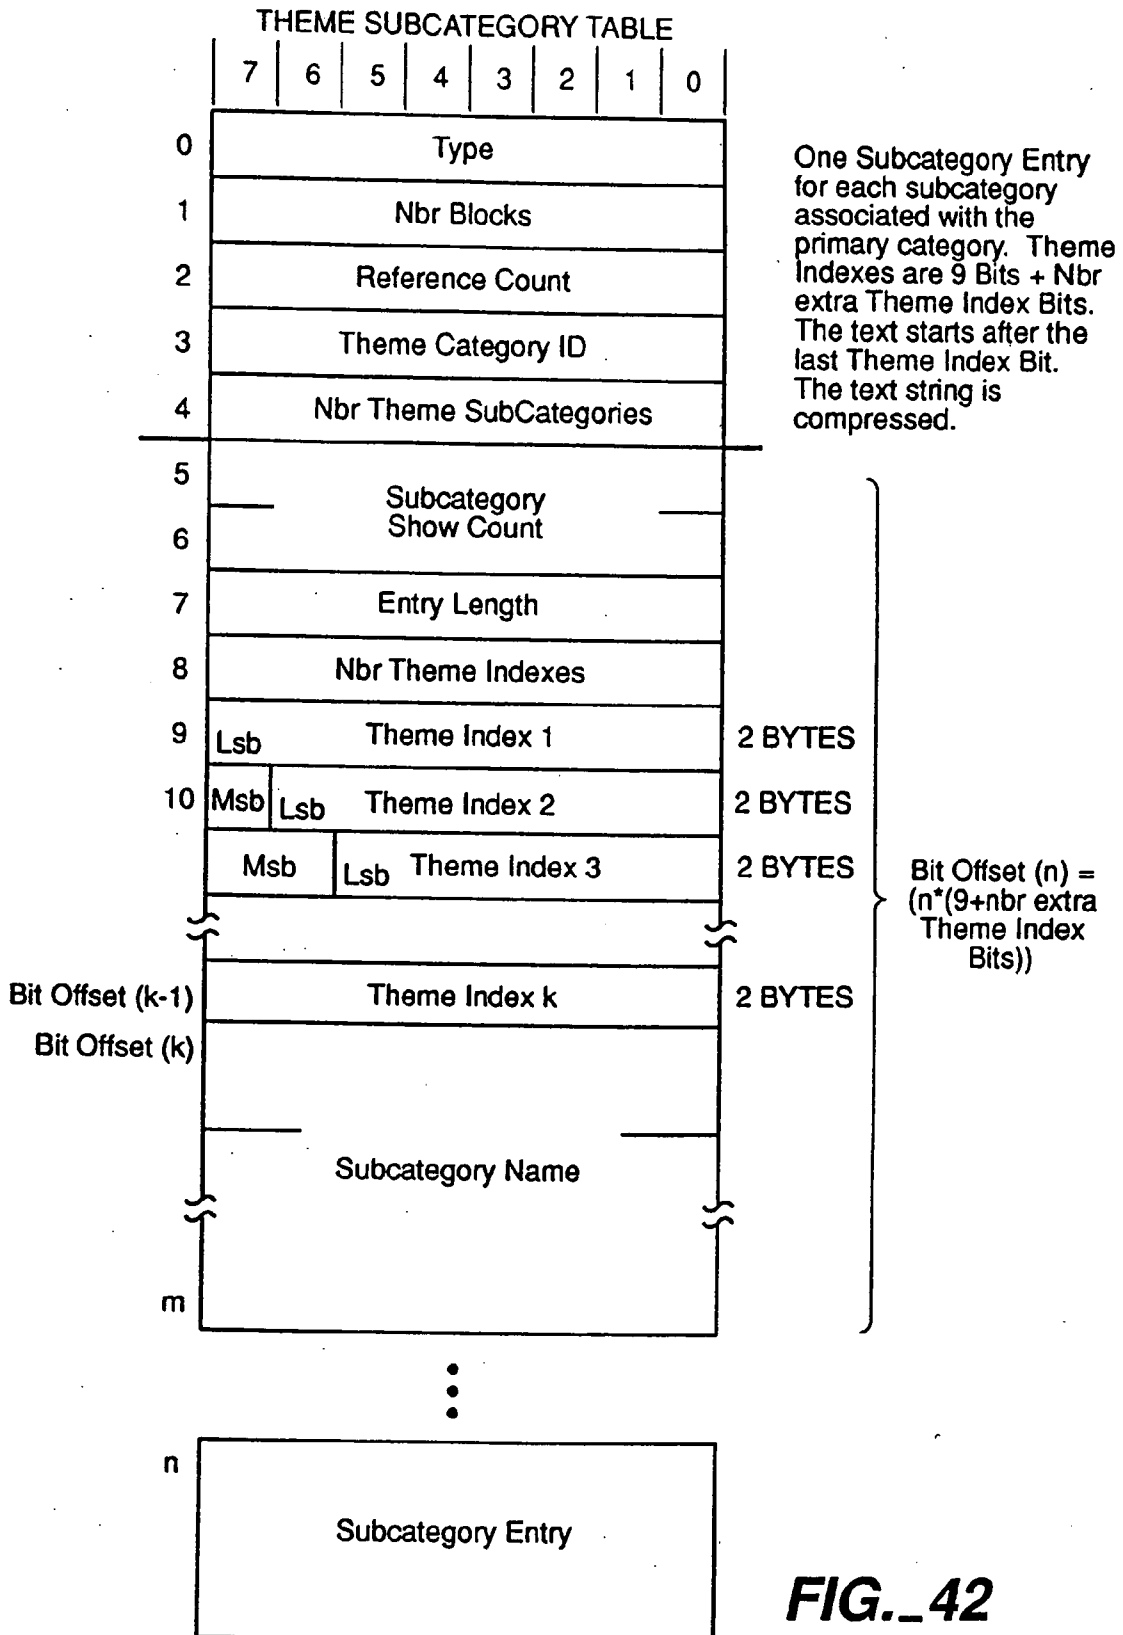 THEME SUBCATEGORY TABLE
7 6 5 4 3 2 1 0
0 Type
1 Nbr Blocks
2 Reference Count
3 Theme Category ID
4 Nbr Theme SubCategories
One Subcategory Entry
for each subcategory
associated with the
primary category. Theme
Indexes are 9 Bits + Nbr
extra Theme Index Bits.
The text starts after the
last Theme Index Bit.
The text string is
compressed.
5
Subcategory
Show Count
6
7 Entry Length
8 Nbr Theme Indexes
9 Lsb Theme Index 1 2 BYTES
10 Msb Lsb Theme Index 2 2 BYTES
Msb Lsb Theme Index 3 2 BYTES
Bit Offset (n) =
(n*(9+nbr extra
Theme Index
Bits))
Bit Offset (k-1) Theme Index k 2 BYTES
Bit Offset (k)
Subcategory Name
m
n
Subcategory Entry
FIG._42